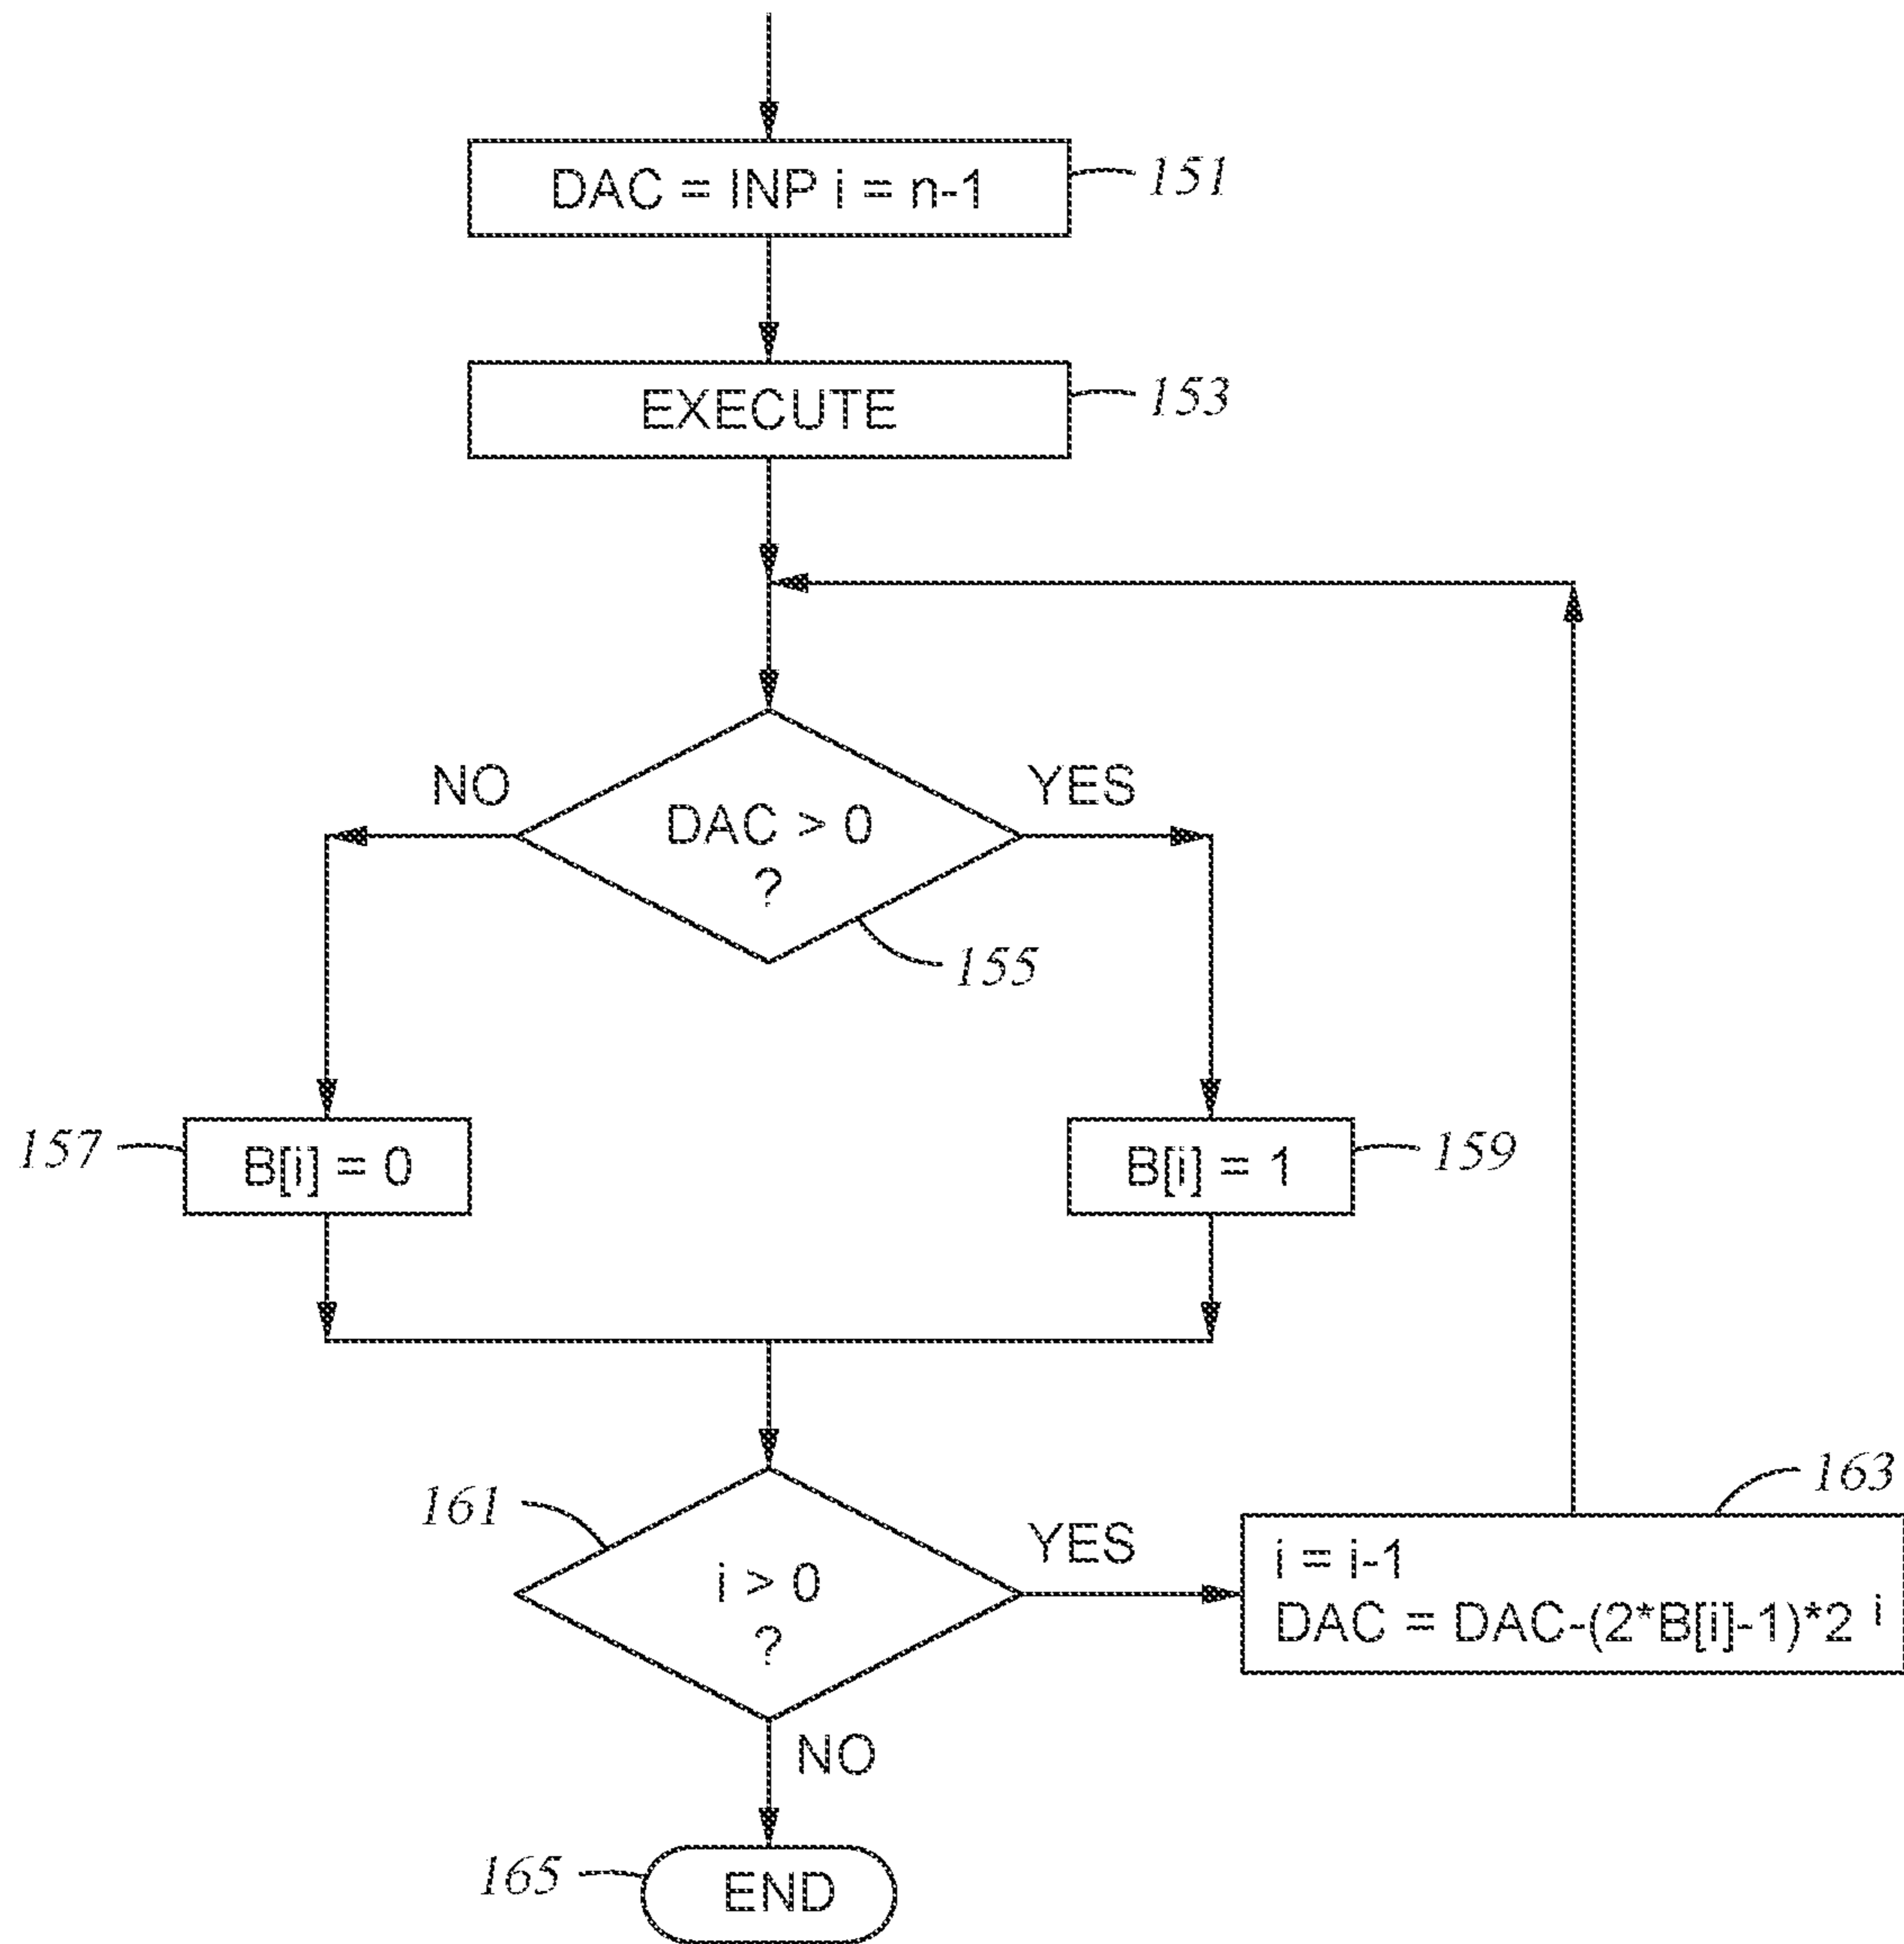 DAC = INP i = n-1
151
EXECUTE
153
NO
YES
DAC > 0
?
155
157
B[i] = 0
B[i] = 1
159
161
i > 0
?
YES
163
i = i-1
DAC = DAC-(2*B[i]-1)*2 i
NO
165
END